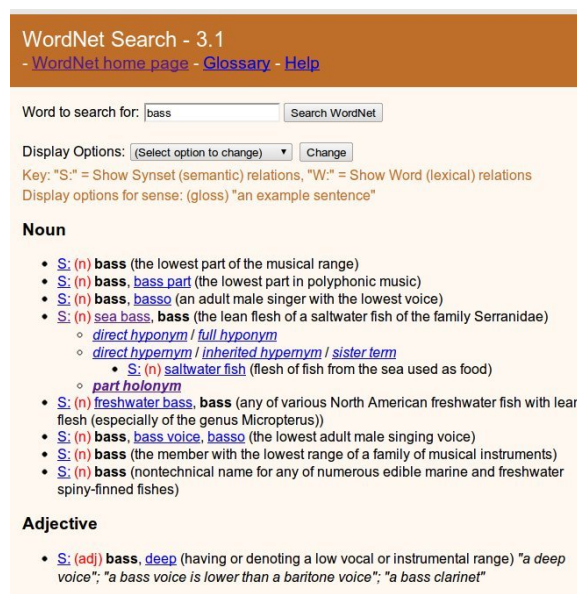 WordNet Search - 3.1
- WordNet home page - Glossary - Help
Word to search for: bass Search WordNet
Display Options: (Select option to change) Change
Key: "S:" = Show Synset (semantic) relations, "W:" = Show Word (lexical) relations
Display options for sense: (gloss) "an example sentence"
Noun
S: (n) bass (the lowest part of the musical range)
S: (n) bass, bass part (the lowest part in polyphonic music)
S: (n) bass, basso (an adult male singer with the lowest voice)
S: (n) sea bass, bass (the lean flesh of a saltwater fish of the family Serranidae)
direct hyponym / full hyponym
direct hypernym / inherited hypernym / sister term
S: (n) saltwater fish (flesh of fish from the sea used as food)
part holonym
S: (n) freshwater bass, bass (any of various North American freshwater fish with lean
flesh (especially of the genus Micropterus))
S: (n) bass, bass voice, basso (the lowest adult male singing voice)
S: (n) bass (the member with the lowest range of a family of musical instruments)
S: (n) bass (nontechnical name for any of numerous edible marine and freshwater
spiny-finned fishes)
Adjective
S: (adj) bass, deep (having or denoting a low vocal or instrumental range) "a deep
voice"; "a bass voice is lower than a baritone voice"; "a bass clarinet"